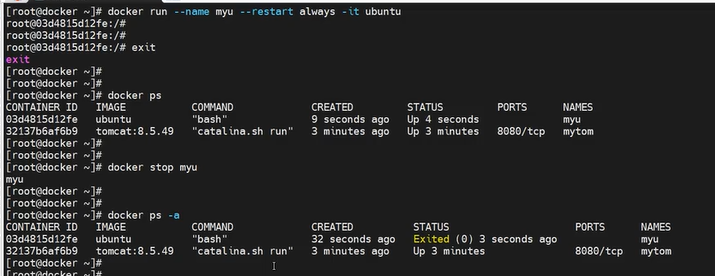 [root@docker ~]# docker run --name myu --restart always -it ubuntu
root@03d4815d12fe:/#
root@03d4815d12fe:/#
root@03d4815d12fe:/# exit
exit
[root@docker ~]#
[root@docker ~]#
[root@docker ~]# docker ps
CONTAINER ID IMAGE COMMAND CREATED STATUS PORTS NAMES
03d4815d12fe ubuntu "bash" 9 seconds ago Up 4 seconds myu
32137b6af6b9 tomcat:8.5.49 "catalina.sh run" 3 minutes ago Up 3 minutes 8080/tcp mytom
[root@docker ~]#
[root@docker ~]#
[root@docker ~]# docker stop myu
myu
[root@docker ~]#
[root@docker ~]#
[root@docker ~]# docker ps -a
CONTAINER ID IMAGE COMMAND CREATED STATUS PORTS NAMES
03d4815d12fe ubuntu "bash" 32 seconds ago Exited (0) 3 seconds ago myu
32137b6af6b9 tomcat:8.5.49 "catalina.sh run" 3 minutes ago Up 3 minutes 8080/tcp mytom
[root@docker ~]#
[root@docker ~]#